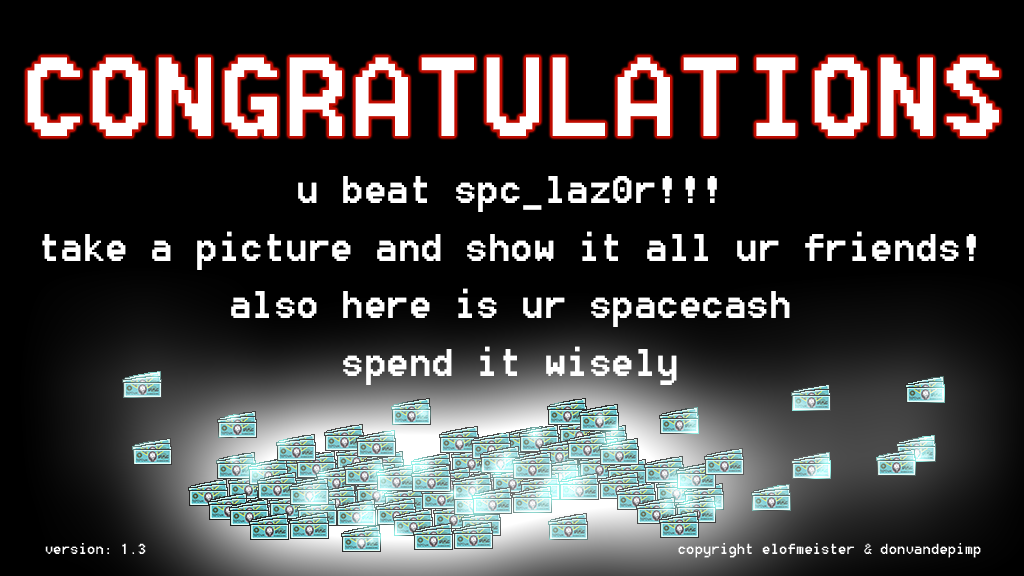 CONGRATULATIONS
u beat spc_laz0r!!!
take a picture and show it all ur friends!
also here is ur spacecash
spend it wisely
version: 1.3
copyright elofmeister & donvandepimp